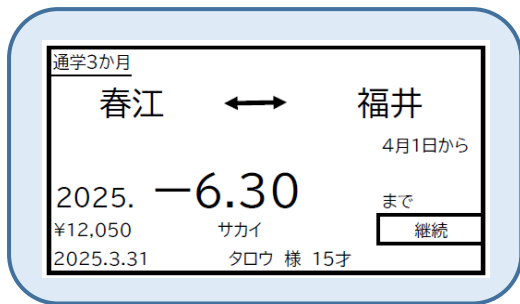 通学3か月
春江 ⟷ 福井
4月1日から
2025. －6.30 まで
¥12,050 サカイ 継続
2025.3.31 タロウ 様 15才